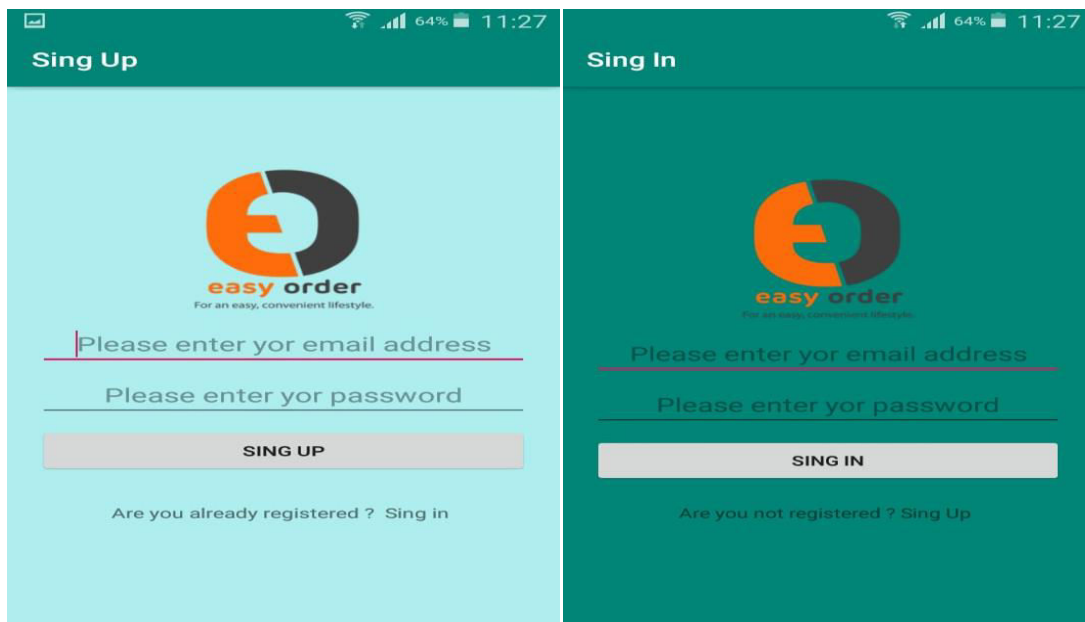 64% 11:27
Sing Up
easy order
For an easy, convenient lifestyle.
Please enter yor email address
Please enter yor password
SING UP
Are you already registered ? Sing in
64% 11:27
Sing In
easy order
For an easy, convenient lifestyle.
Please enter yor email address
Please enter yor password
SING IN
Are you not registered ? Sing Up